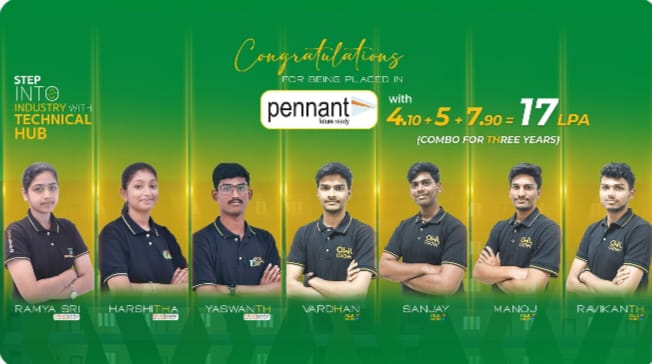 Congratulations
FOR BEING PLACED IN
STEP
INTO
INDUSTRY WITH
TECHNICAL
HUB
pennant
future ready
with
4.10 + 5 + 7.90 = 17 LPA
(COMBO FOR THREE YEARS)
RAMYA SRI
HARSHITHA
YASWANTH
VARDHAN
SANJAY
MANOJ
RAVIKANTH